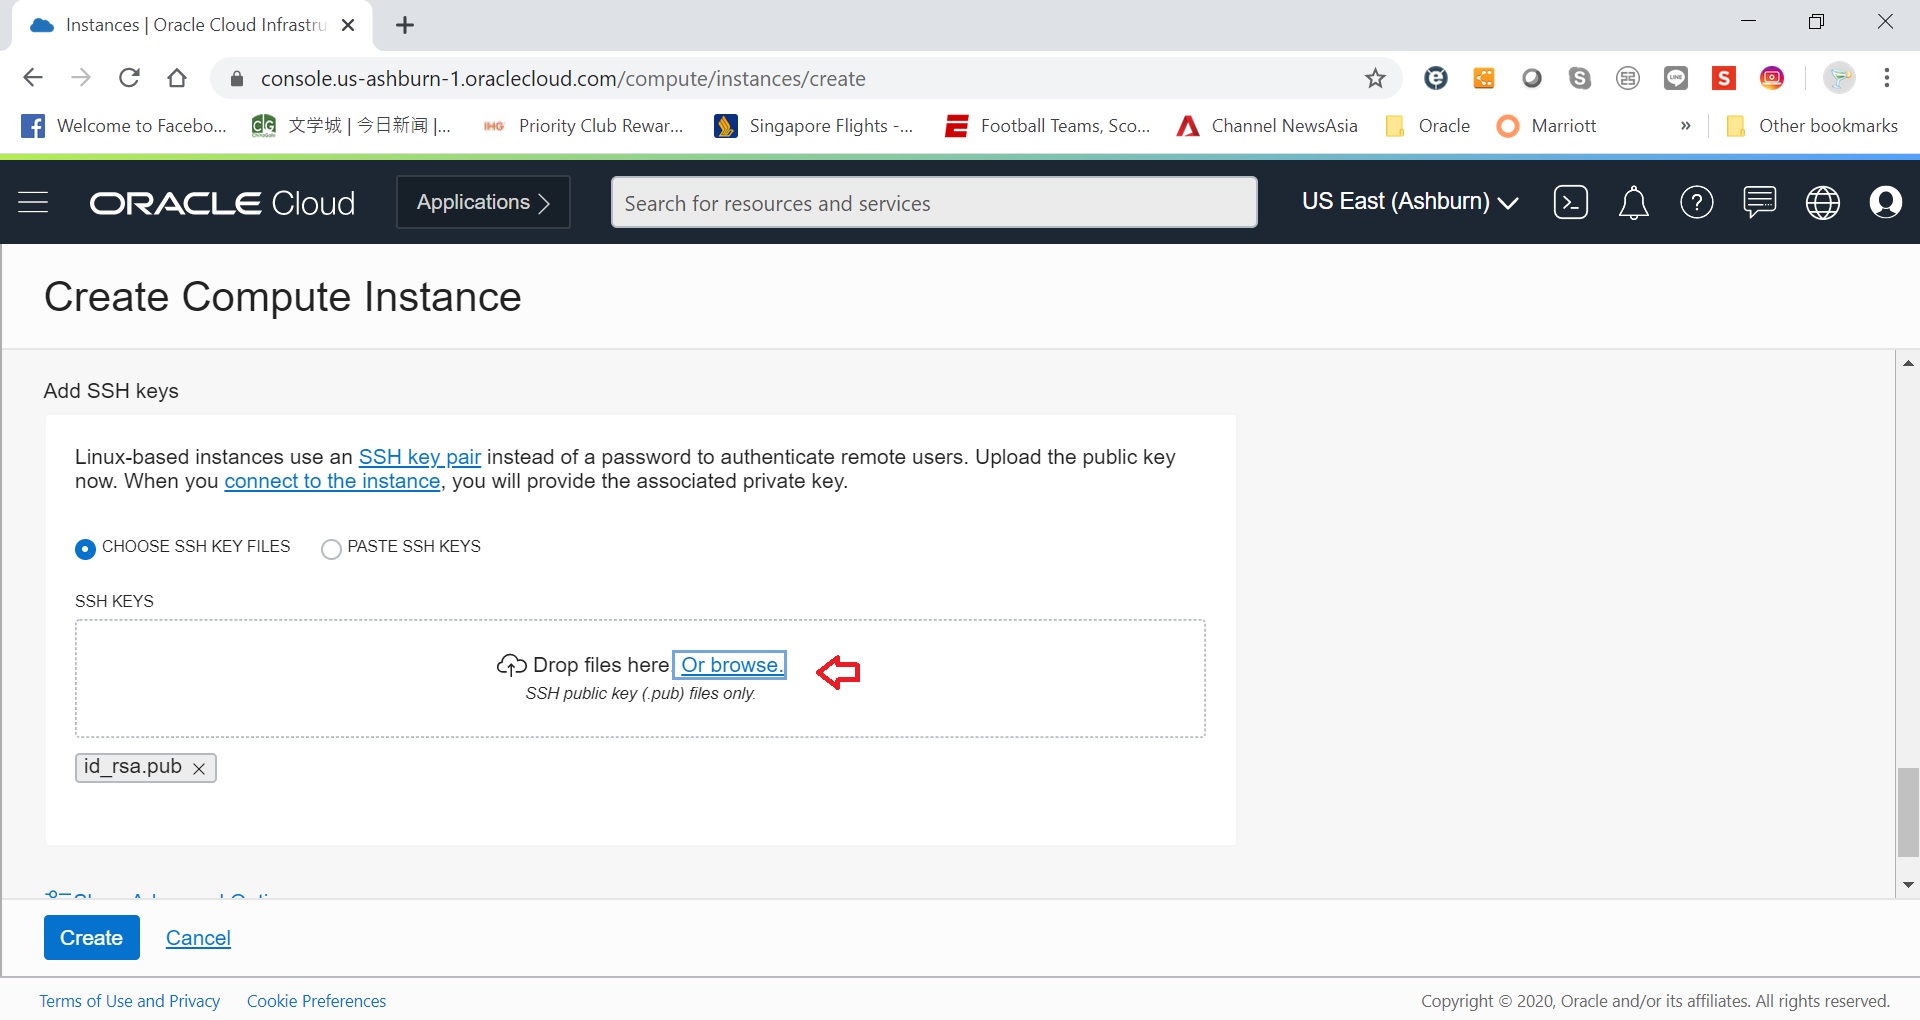 Instances | Oracle Cloud Infrastru
console.us-ashburn-1.oraclecloud.com/compute/instances/create
Welcome to Facebo...
文学城 | 今日新闻 |...
IHG
Priority Club Rewar...
Singapore Flights -...
Football Teams, Sco...
Channel NewsAsia
Oracle
Marriott
»
Other bookmarks
ORACLE Cloud
Applications
Search for resources and services
US East (Ashburn)
Create Compute Instance
Add SSH keys
Linux-based instances use an SSH key pair instead of a password to authenticate remote users. Upload the public key
now. When you connect to the instance, you will provide the associated private key.
CHOOSE SSH KEY FILES
PASTE SSH KEYS
SSH KEYS
Drop files here Or browse.
SSH public key (.pub) files only.
id_rsa.pub
Create
Cancel
Terms of Use and Privacy
Cookie Preferences
Copyright © 2020, Oracle and/or its affiliates. All rights reserved.